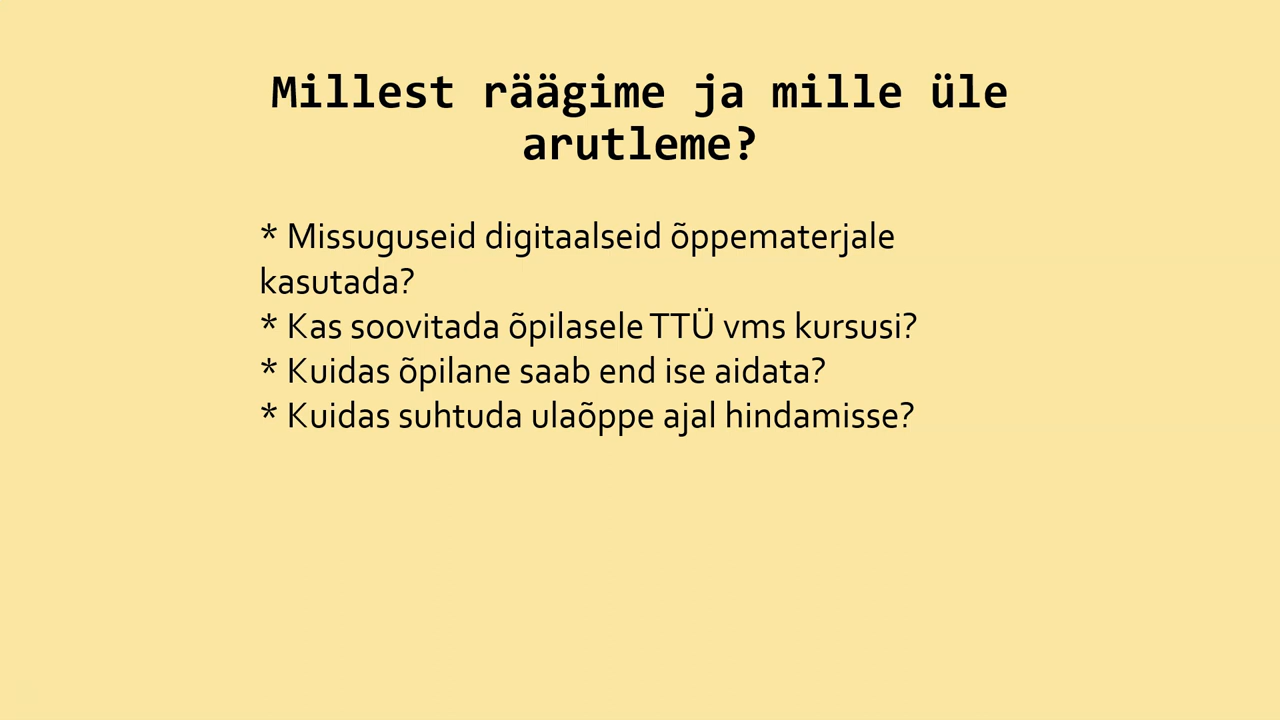 Millest räägime ja mille üle
arutleme?
* Missuguseid digitaalseid õppematerjale
kasutada?
* Kas soovitada õpilasele TTÜ vms kursusi?
* Kuidas õpilane saab end ise aidata?
* Kuidas suhtuda ulaõppe ajal hindamisse?